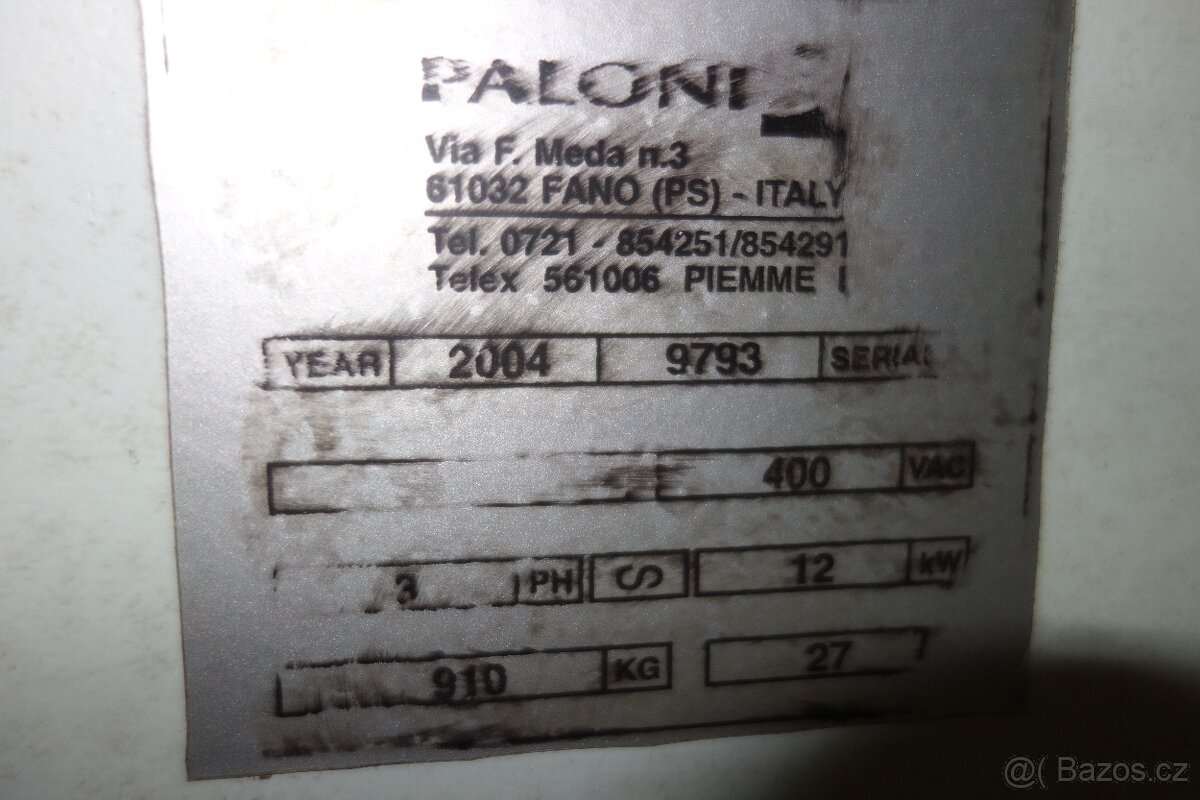 PALONI
Via F. Meda n.3
61032 FANO (PS) - ITALY
Tel. 0721 - 854251/854291
Telex 561006 PIEMME I
YEAR 2004 9793 SERIAL
400 VAC
3 PH 12 kW
910 KG 27
@( Bazos.cz